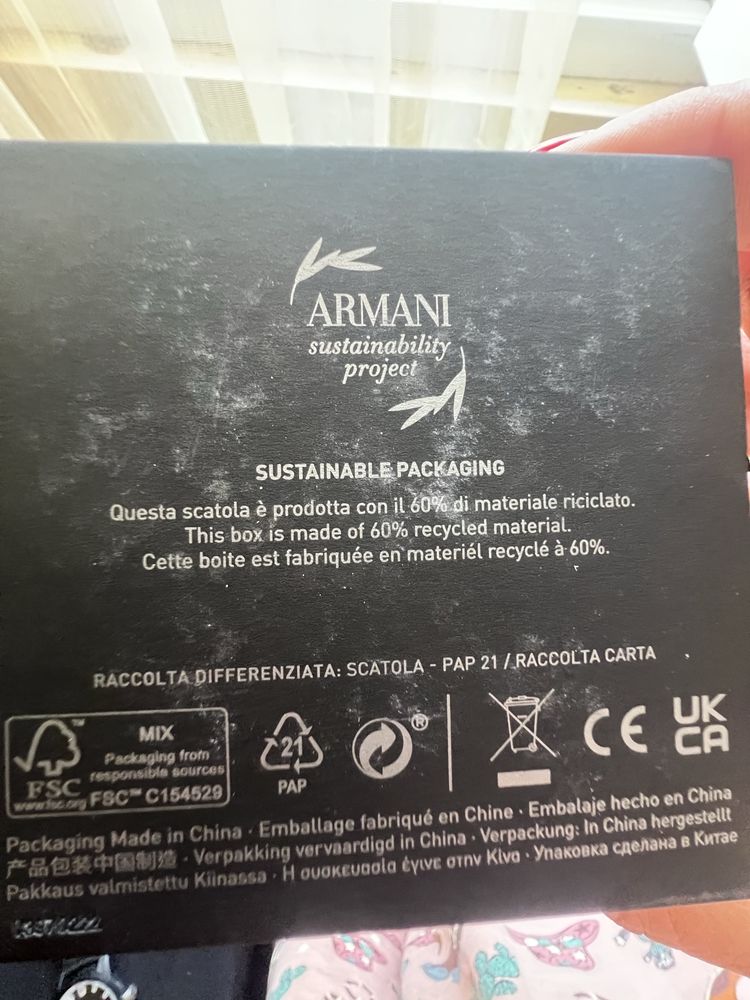 ARMANI
sustainability
project
SUSTAINABLE PACKAGING
Questa scatola è prodotta con il 60% di materiale riciclato.
This box is made of 60% recycled material.
Cette boite est fabriquée en materiél recyclé à 60%.
RACCOLTA DIFFERENZIATA: SCATOLA - PAP 21 / RACCOLTA CARTA
MIX
Packaging from
responsible sources
FSC™ C154529
FSC
www.fsc.org
21
PAP
®
CE
UK
CA
Packaging Made in China · Emballage fabriqué en Chine · Embalaje hecho en China
产品包装中国制造 · Verpakking vervaardigd in China · Verpackung: In China hergestellt
Pakkaus valmistettu Kiinassa · Η συσκευασία έγινε στην Κίνα · Упаковка сделана в Китае